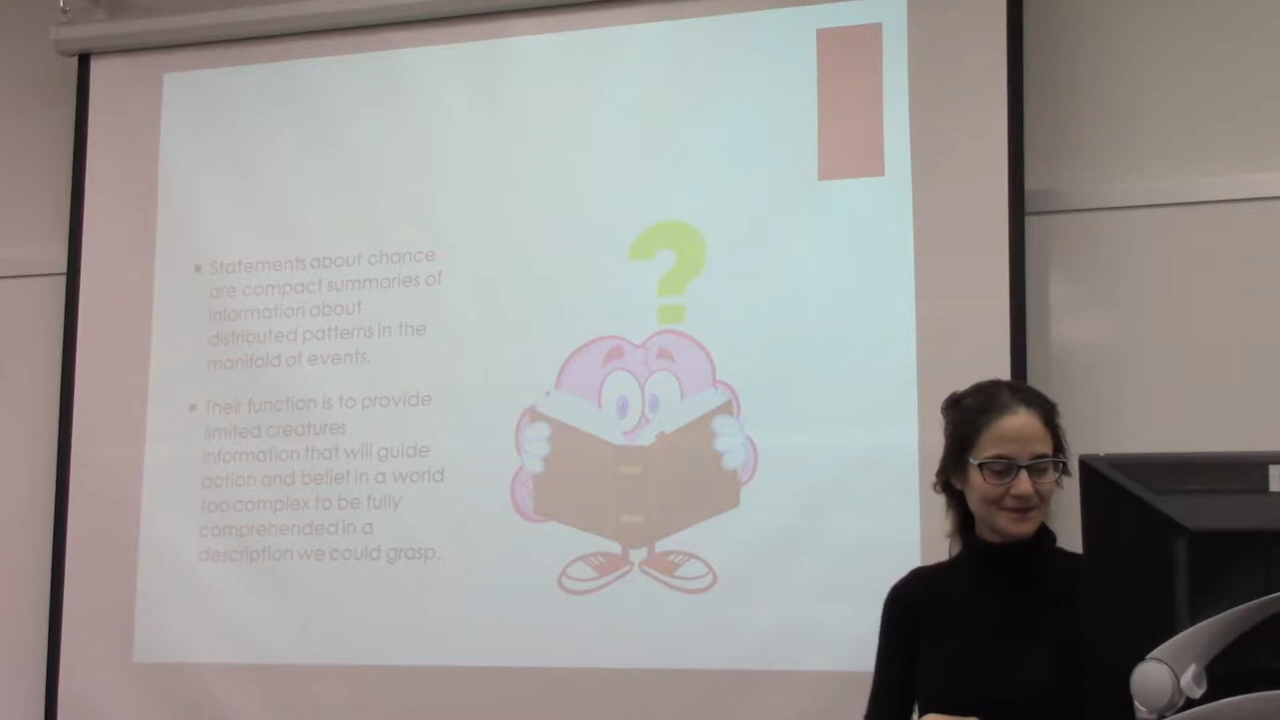 Statements about chance
are compact summaries of
information about
distributed patterns in the
manifold of events.
Their function is to provide
limited creatures
information that will guide
action and belief in a world
too complex to be fully
comprehended in a
description we could grasp.
?